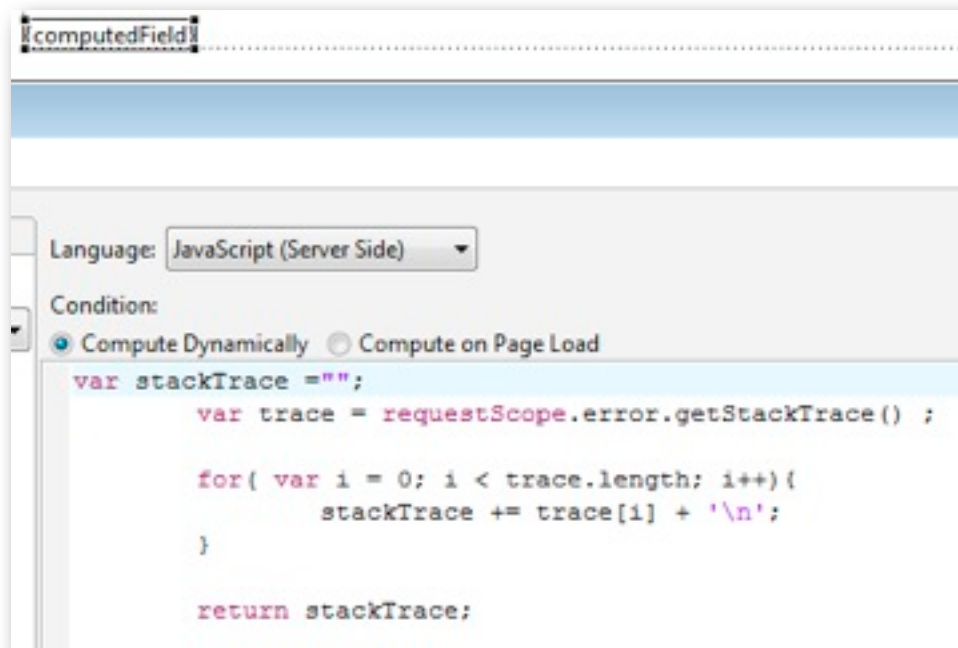 computedField
Language: JavaScript (Server Side)
Condition:
Compute Dynamically Compute on Page Load
var stackTrace ="";
var trace = requestScope.error.getStackTrace() ;
for( var i = 0; i < trace.length; i++){
stackTrace += trace[i] + '\n';
}
return stackTrace;